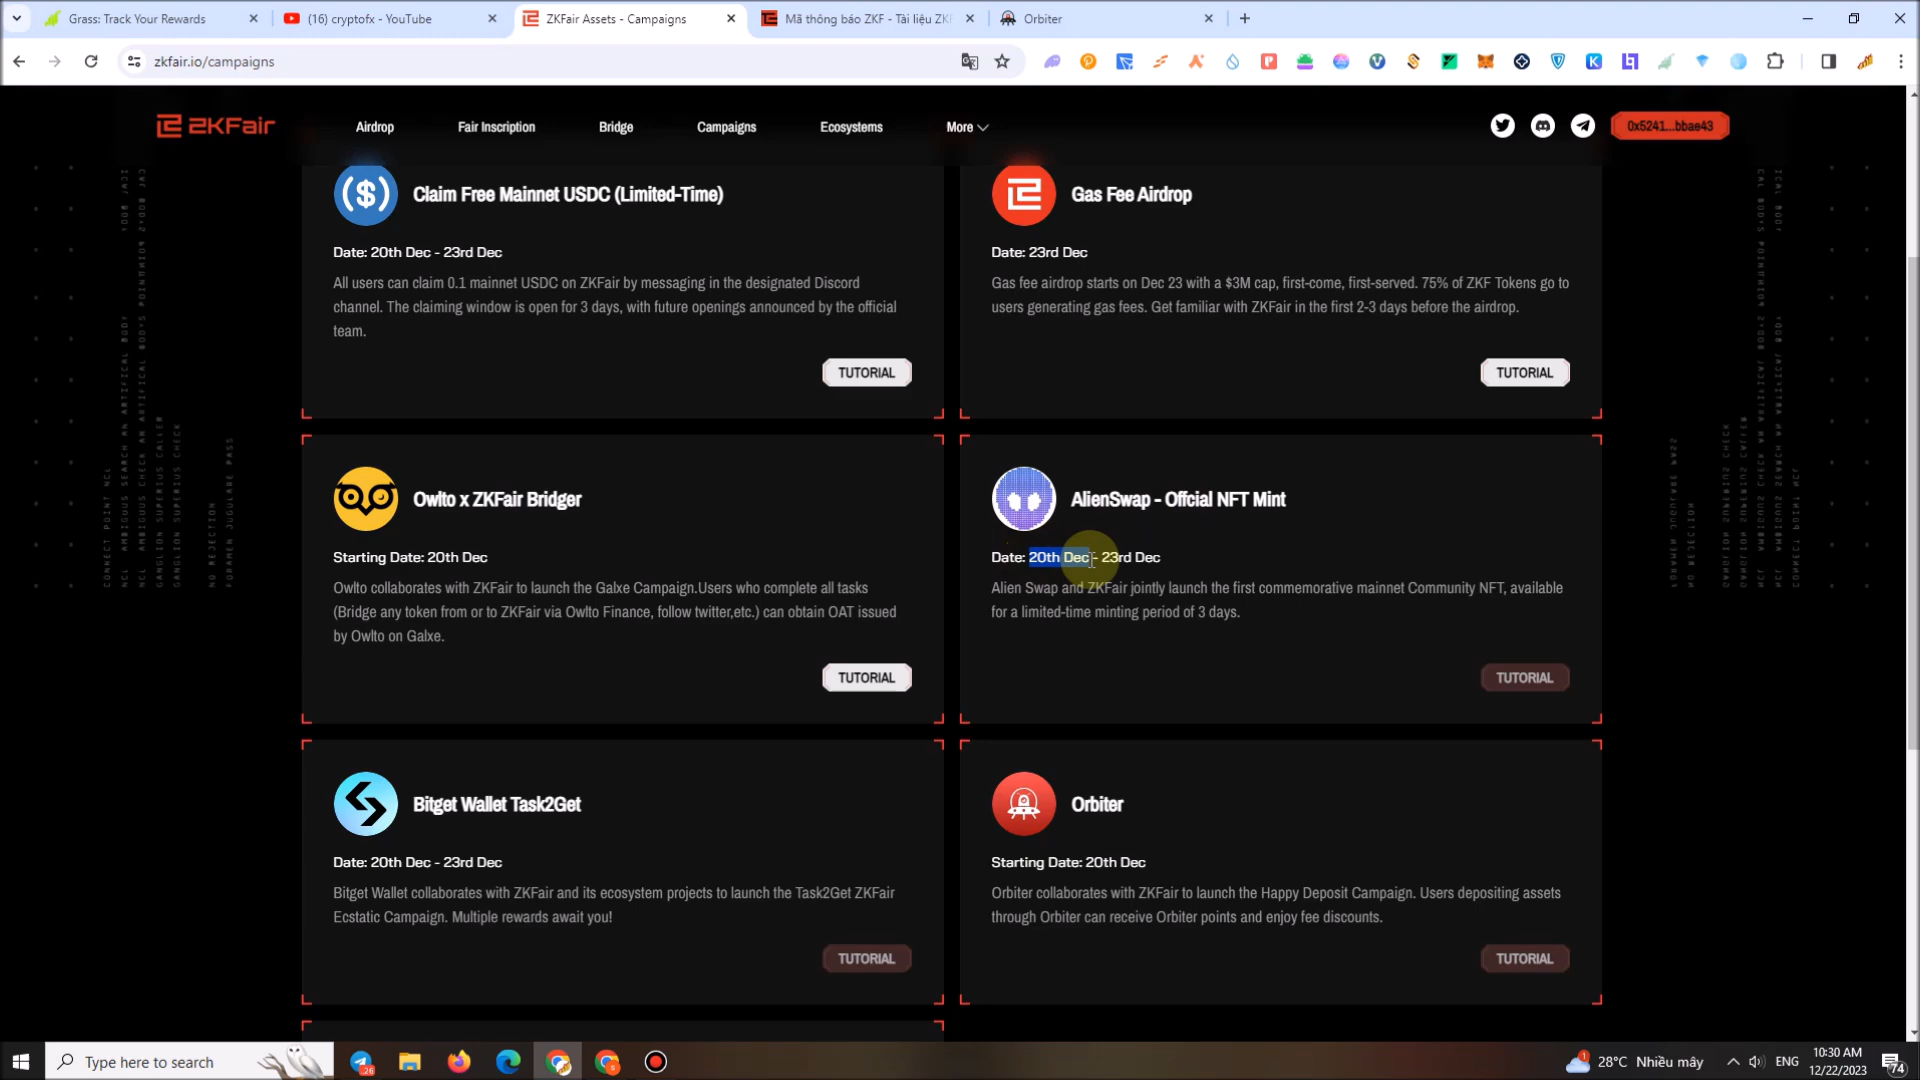 Grass: Track Your Rewards
(16) cryptofx - YouTube
ZKFair Assets - Campaigns
Mã thông báo ZKF - Tài liệu ZKF
Orbiter
zkfair.io/campaigns
ZKFair
Airdrop
Fair Inscription
Bridge
Campaigns
Ecosystems
More
0x5241...bbae43
Claim Free Mainnet USDC (Limited-Time)
Date: 20th Dec - 23rd Dec
All users can claim 0.1 mainnet USDC on ZKFair by messaging in the designated Discord
channel. The claiming window is open for 3 days, with future openings announced by the official
team.
TUTORIAL
Gas Fee Airdrop
Date: 23rd Dec
Gas fee airdrop starts on Dec 23 with a $3M cap, first-come, first-served. 75% of ZKF Tokens go to
users generating gas fees. Get familiar with ZKFair in the first 2-3 days before the airdrop.
TUTORIAL
Owlto x ZKFair Bridger
Starting Date: 20th Dec
Owlto collaborates with ZKFair to launch the Galxe Campaign.Users who complete all tasks
(Bridge any token from or to ZKFair via Owlto Finance, follow twitter,etc.) can obtain OAT issued
by Owlto on Galxe.
TUTORIAL
AlienSwap - Offcial NFT Mint
Date: 20th Dec - 23rd Dec
Alien Swap and ZKFair jointly launch the first commemorative mainnet Community NFT, available
for a limited-time minting period of 3 days.
TUTORIAL
Bitget Wallet Task2Get
Date: 20th Dec - 23rd Dec
Bitget Wallet collaborates with ZKFair and its ecosystem projects to launch the Task2Get ZKFair
Ecstatic Campaign. Multiple rewards await you!
TUTORIAL
Orbiter
Starting Date: 20th Dec
Orbiter collaborates with ZKFair to launch the Happy Deposit Campaign. Users depositing assets
through Orbiter can receive Orbiter points and enjoy fee discounts.
TUTORIAL
Type here to search
26
1
28°C Nhiều mây
ENG
10:30 AM
12/22/2023
74